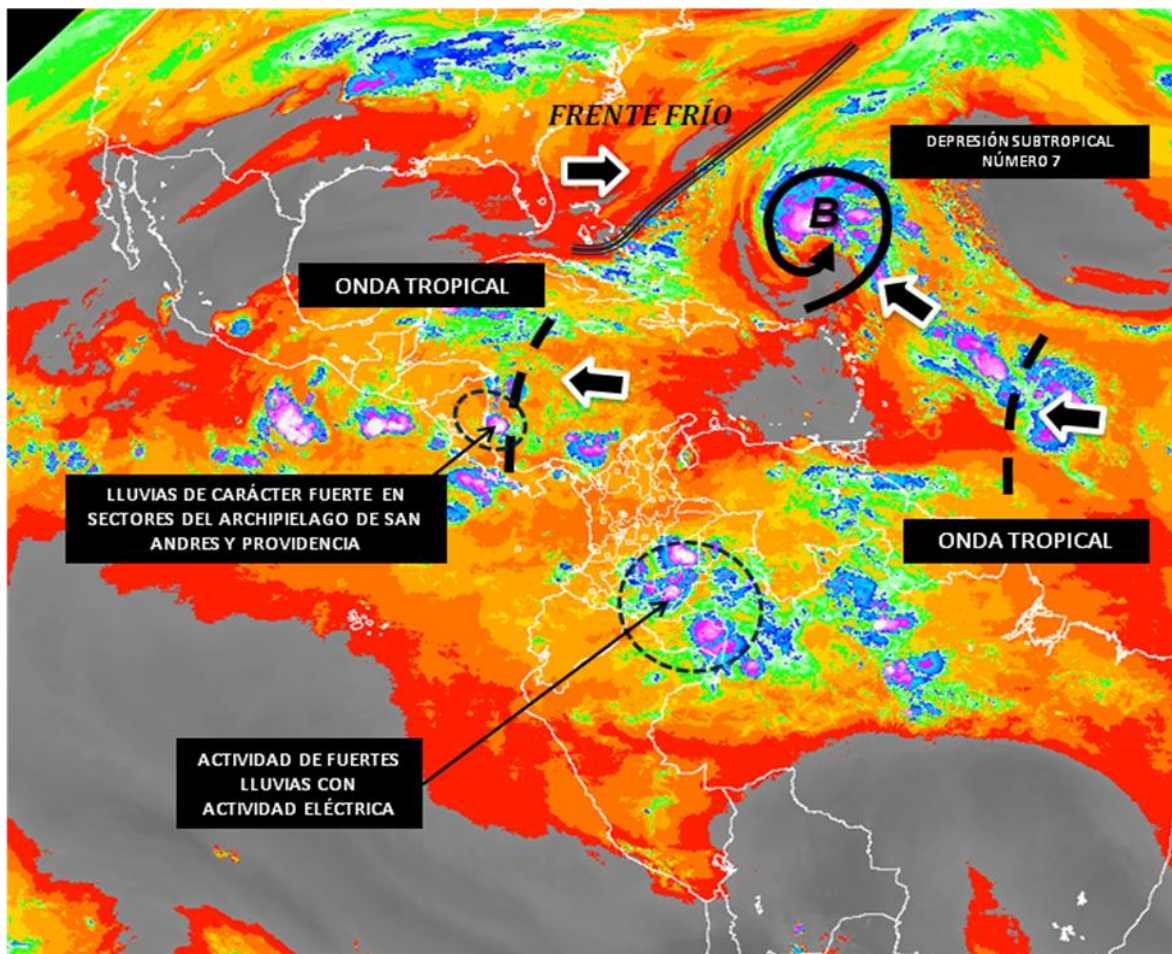 FRENTE FRÍO
DEPRESIÓN SUBTROPICAL
NÚMERO 7
B
ONDA TROPICAL
LLUVIAS DE CARÁCTER FUERTE EN
SECTORES DEL ARCHIPIELAGO DE SAN
ANDRES Y PROVIDENCIA
ONDA TROPICAL
ACTIVIDAD DE FUERTES
LLUVIAS CON
ACTIVIDAD ELÉCTRICA